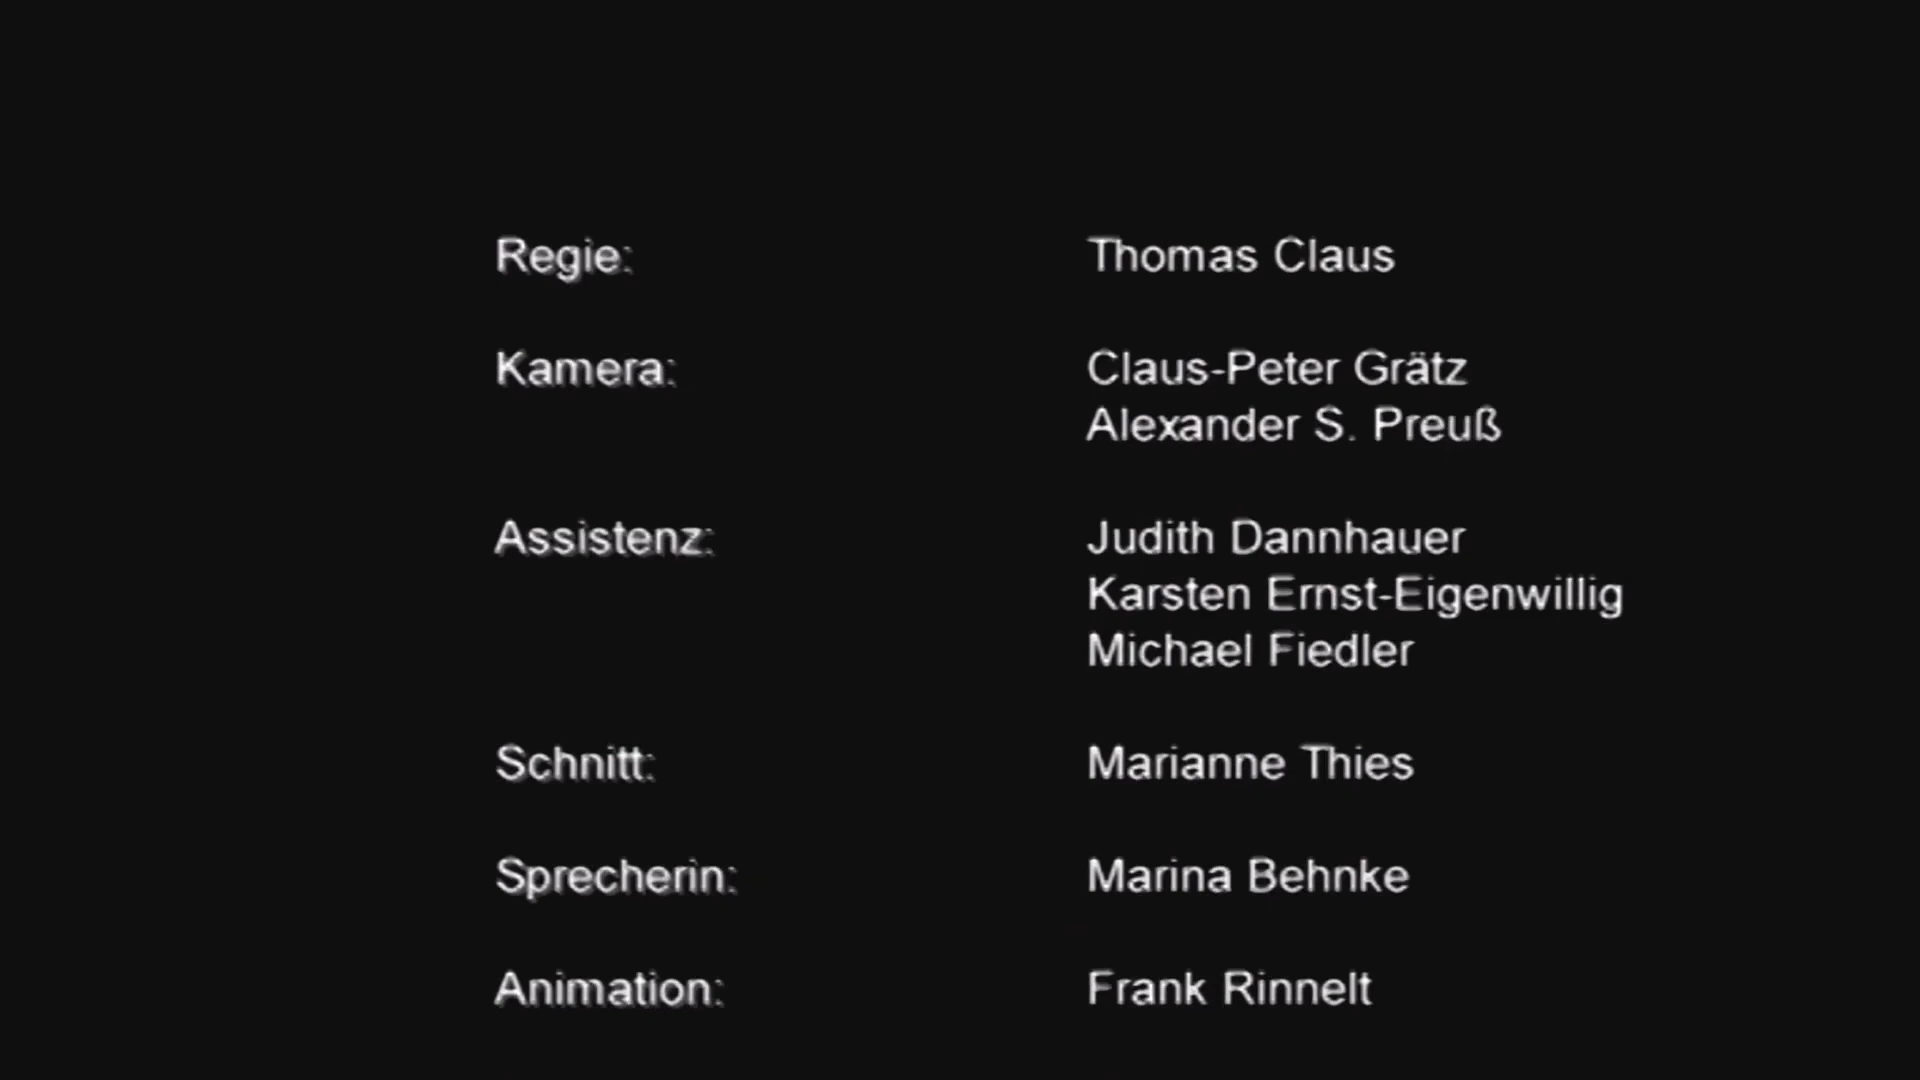 Regie: Thomas Claus
Kamera: Claus-Peter Grätz
Alexander S. Preuß
Assistenz: Judith Dannhauer
Karsten Ernst-Eigenwillig
Michael Fiedler
Schnitt: Marianne Thies
Sprecherin: Marina Behnke
Animation: Frank Rinnelt